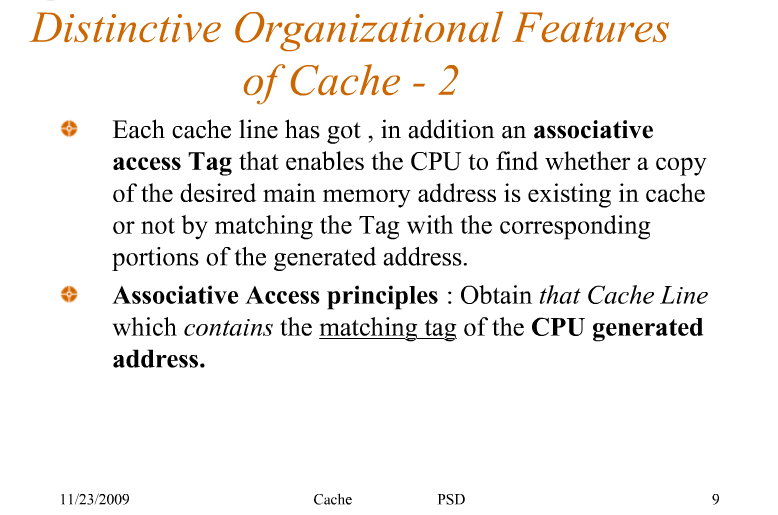 Distinctive Organizational Features
of Cache - 2
Each cache line has got , in addition an associative
access Tag that enables the CPU to find whether a copy
of the desired main memory address is existing in cache
or not by matching the Tag with the corresponding
portions of the generated address.
Associative Access principles : Obtain that Cache Line
which contains the matching tag of the CPU generated
address.
11/23/2009 Cache PSD 9